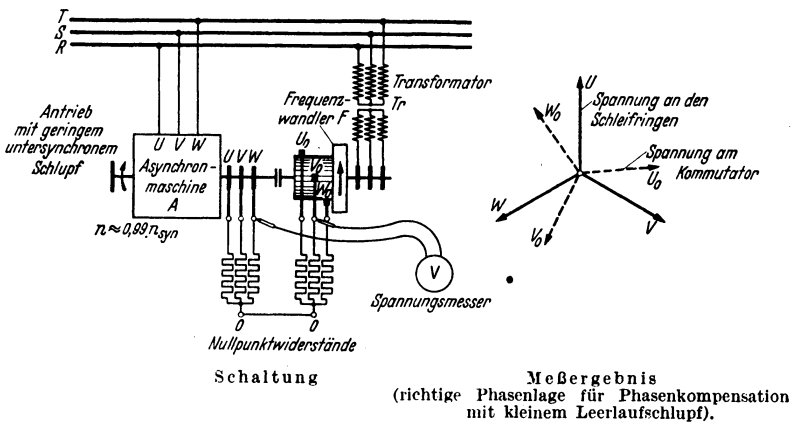 T
S
R
Transformator
Tr
Frequenz-
wandler F
Antrieb
mit geringem
untersynchronem
Schlupf
U V W
Asynchron-
maschine
A
n ≈ 0,99·n_syn
U V W
U₀
V₀
W₀
V
Spannungsmesser
0 0
Nullpunktwiderstände
Schaltung
U
W₀
Spannung an den
Schleifringen
Spannung am
Kommutator
U₀
W
V₀
V
Meßergebnis
(richtige Phasenlage für Phasenkompensation
mit kleinem Leerlaufschlupf).